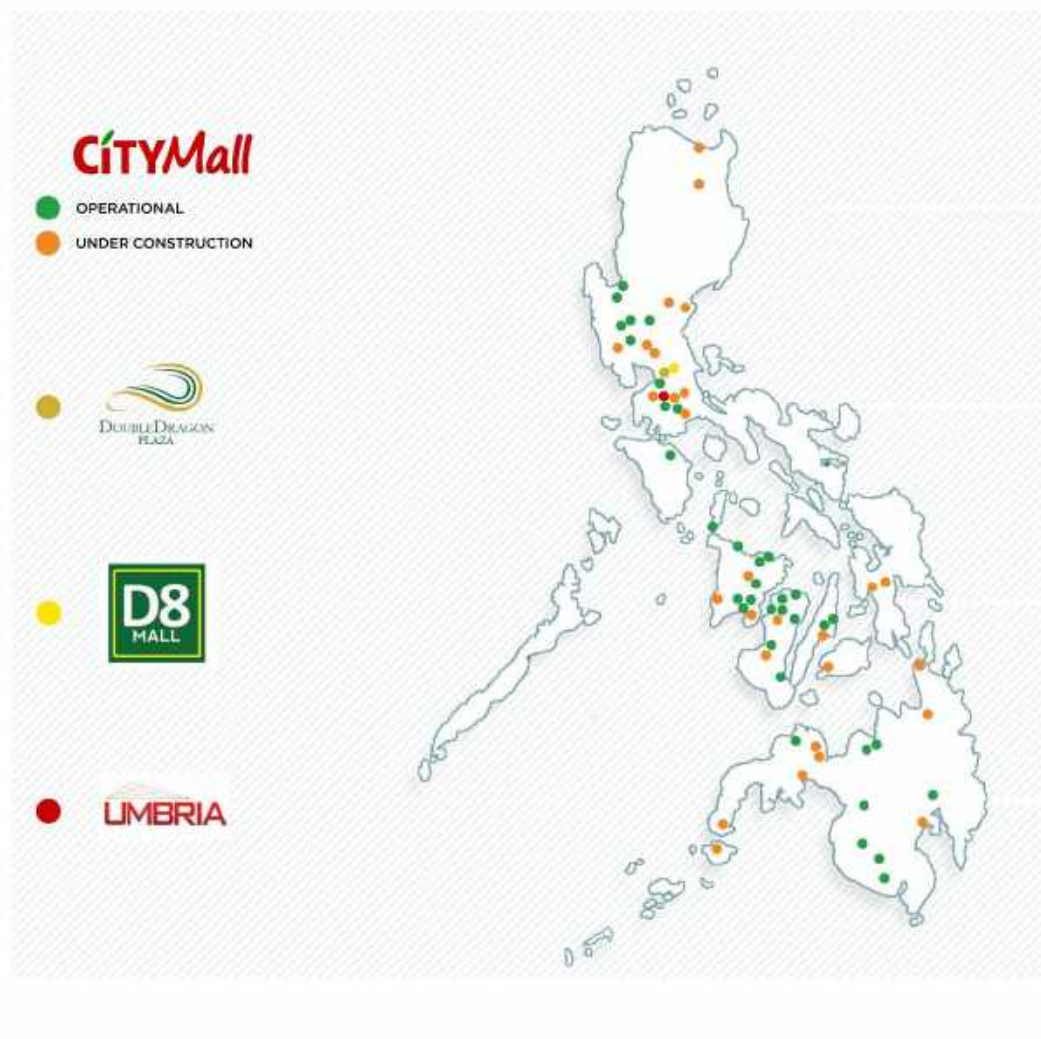 CiTYMall
OPERATIONAL
UNDER CONSTRUCTION
DOUBLEDRAGON
PLAZA
D8
MALL
UMBRIA